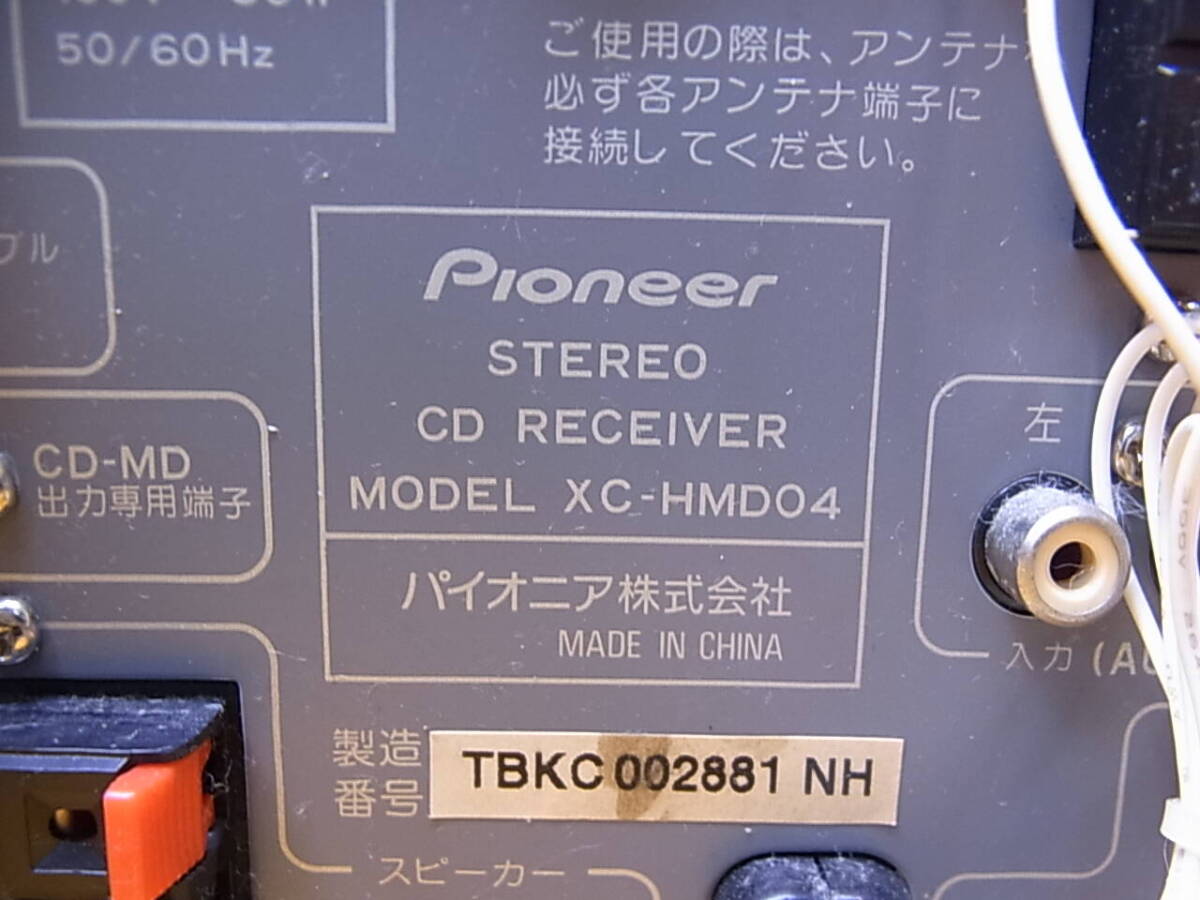 50/60Hz
ご使用の際は、アンテナ
必ず各アンテナ端子に
接続してください。
プル
Pioneer
STEREO
CD RECEIVER
MODEL XC-HMD04
パイオニア株式会社
MADE IN CHINA
CD-MD
出力専用端子
左
入力
製造
番号
TBKC002881 NH
スピーカー